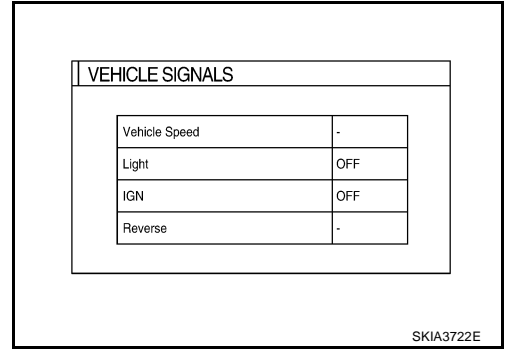 VEHICLE SIGNALS
Vehicle Speed -
Light OFF
IGN OFF
Reverse -
SKIA3722E